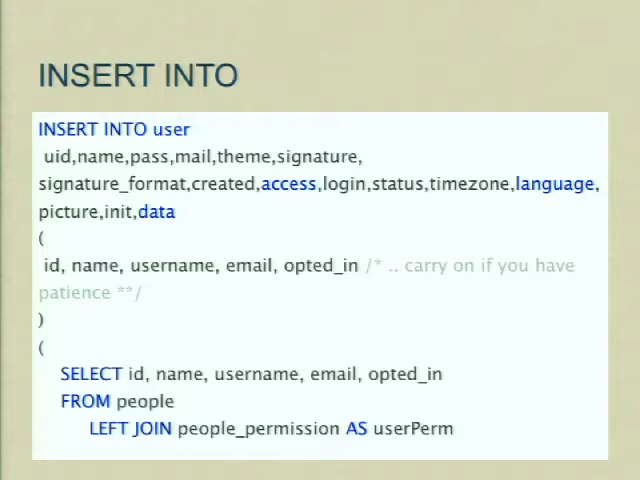 INSERT INTO
INSERT INTO user
uid,name,pass,mail,theme,signature,
signature_format,created,access,login,status,timezone,language,
picture,init,data
(
id, name, username, email, opted_in /* .. carry on if you have
patience **/
)
(
SELECT id, name, username, email, opted_in
FROM people
LEFT JOIN people_permission AS userPerm